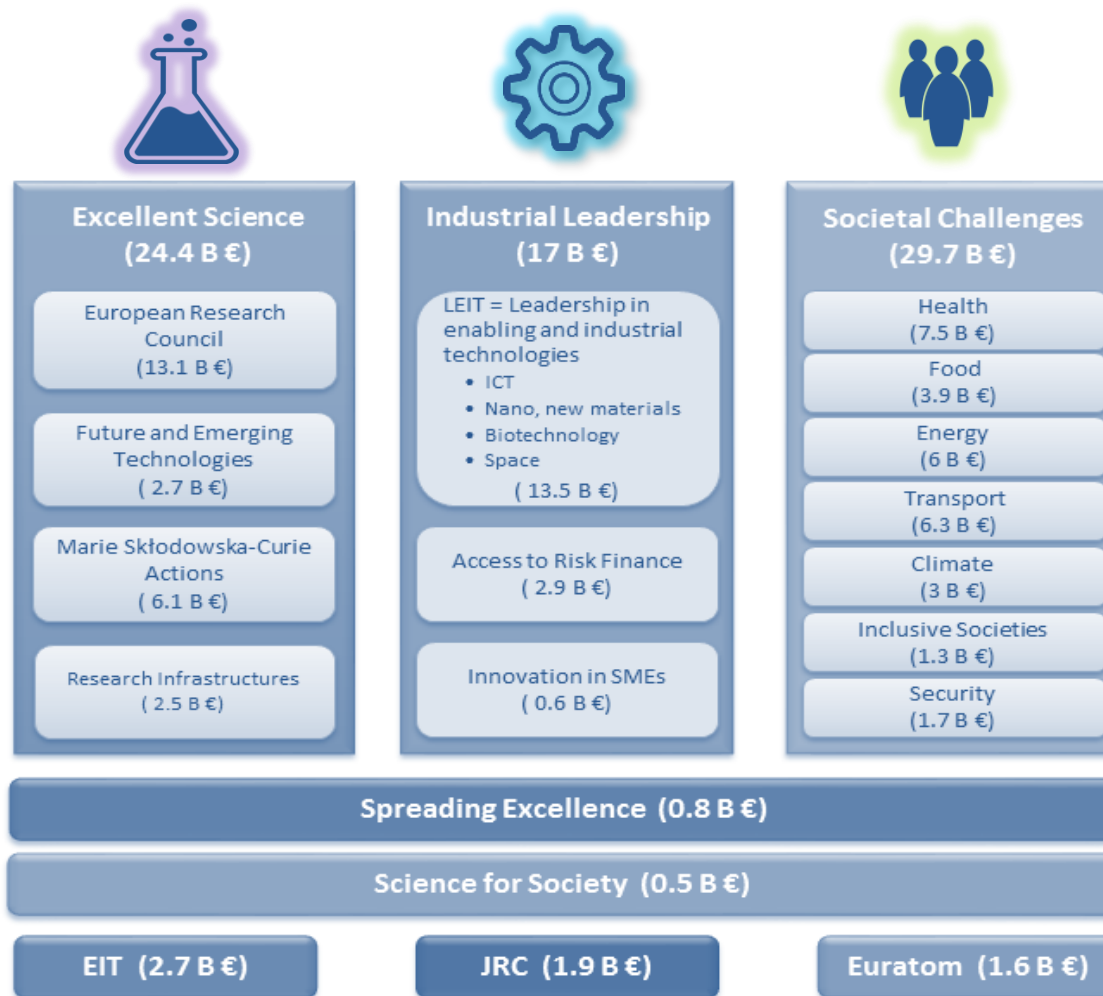 Excellent Science
(24.4 B €)
European Research
Council
(13.1 B €)
Future and Emerging
Technologies
( 2.7 B €)
Marie Skłodowska-Curie
Actions
( 6.1 B €)
Research Infrastructures
( 2.5 B €)
Industrial Leadership
(17 B €)
LEIT = Leadership in
enabling and industrial
technologies
• ICT
• Nano, new materials
• Biotechnology
• Space
( 13.5 B €)
Access to Risk Finance
( 2.9 B €)
Innovation in SMEs
( 0.6 B €)
Societal Challenges
(29.7 B €)
Health
(7.5 B €)
Food
(3.9 B €)
Energy
(6 B €)
Transport
(6.3 B €)
Climate
(3 B €)
Inclusive Societies
(1.3 B €)
Security
(1.7 B €)
Spreading Excellence (0.8 B €)
Science for Society (0.5 B €)
EIT (2.7 B €)
JRC (1.9 B €)
Euratom (1.6 B €)